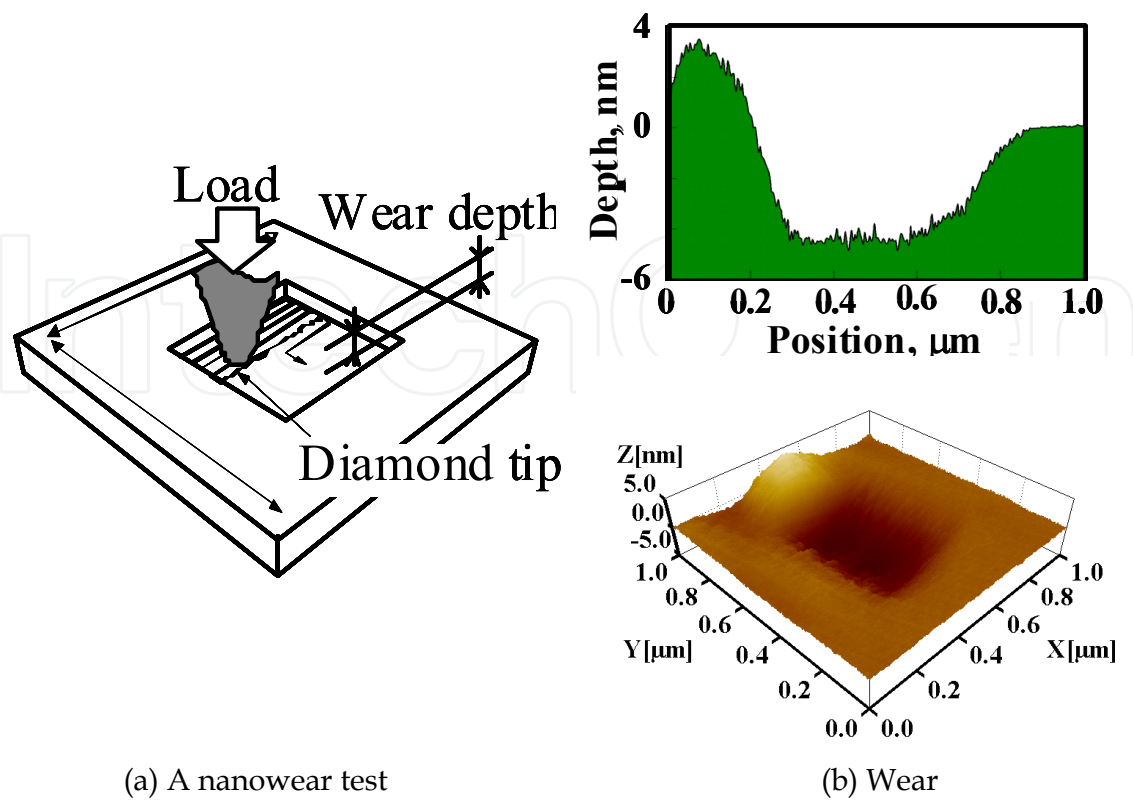 Load
Wear depth
Diamond tip
4
0
-6
Depth, nm
0 0.2 0.4 0.6 0.8 1.0
Position, μm
Z[nm]
5.0
0.0
-5.0
1.0
0.8
0.6
0.4
0.2
0.0
Y[μm]
0.0
0.2
0.4
0.6
0.8
1.0
X[μm]
(a) A nanowear test
(b) Wear